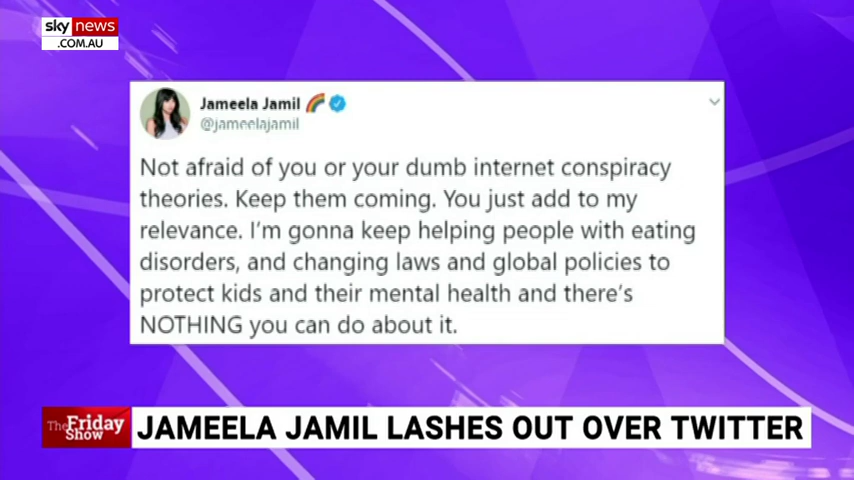 sky news
.COM.AU
Jameela Jamil
@jameelajamil
Not afraid of you or your dumb internet conspiracy
theories. Keep them coming. You just add to my
relevance. I'm gonna keep helping people with eating
disorders, and changing laws and global policies to
protect kids and their mental health and there's
NOTHING you can do about it.
The Friday
Show
JAMEELA JAMIL LASHES OUT OVER TWITTER